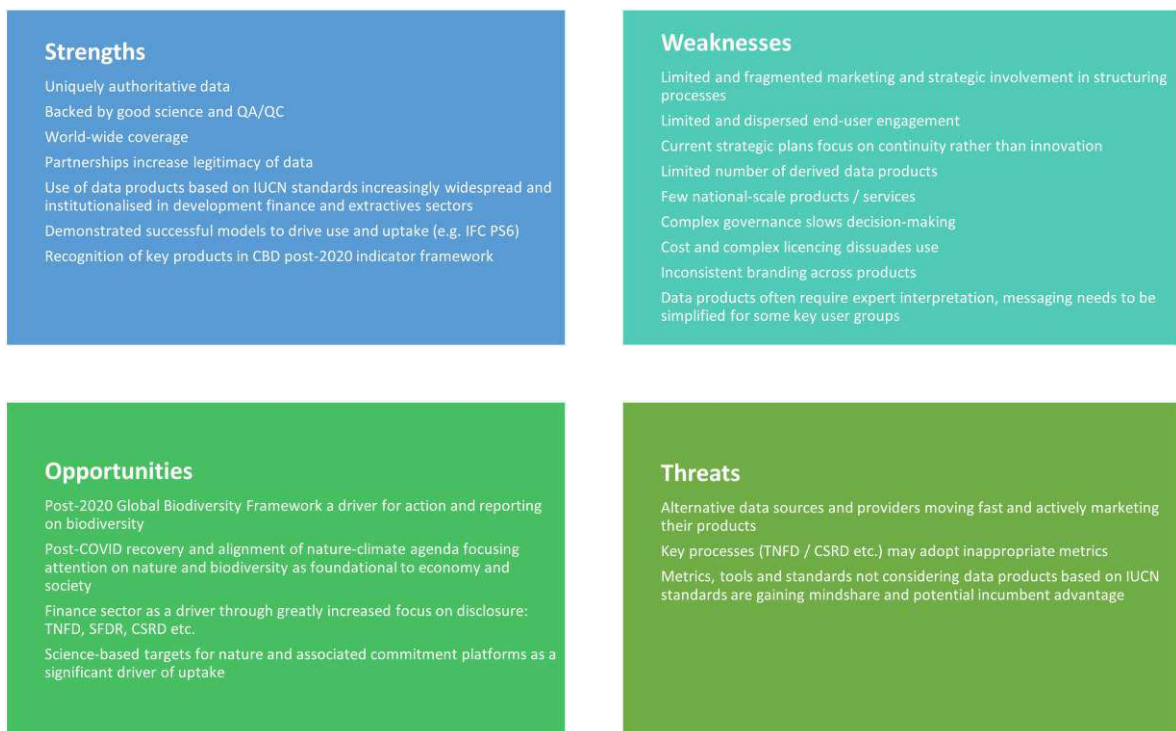 Strengths
Uniquely authoritative data
Backed by good science and QA/QC
World-wide coverage
Partnerships increase legitimacy of data
Use of data products based on IUCN standards increasingly widespread and
institutionalised in development finance and extractives sectors
Demonstrated successful models to drive use and uptake (e.g. IFC PS6)
Recognition of key products in CBD post-2020 indicator framework
Weaknesses
Limited and fragmented marketing and strategic involvement in structuring
processes
Limited and dispersed end-user engagement
Current strategic plans focus on continuity rather than innovation
Limited number of derived data products
Few national-scale products / services
Complex governance slows decision-making
Cost and complex licencing dissuades use
Inconsistent branding across products
Data products often require expert interpretation, messaging needs to be
simplified for some key user groups
Opportunities
Post-2020 Global Biodiversity Framework a driver for action and reporting
on biodiversity
Post-COVID recovery and alignment of nature-climate agenda focusing
attention on nature and biodiversity as foundational to economy and
society
Finance sector as a driver through greatly increased focus on disclosure:
TNFD, SFDR, CSRD etc.
Science-based targets for nature and associated commitment platforms as a
significant driver of uptake
Threats
Alternative data sources and providers moving fast and actively marketing
their products
Key processes (TNFD / CSRD etc.) may adopt inappropriate metrics
Metrics, tools and standards not considering data products based on IUCN
standards are gaining mindshare and potential incumbent advantage